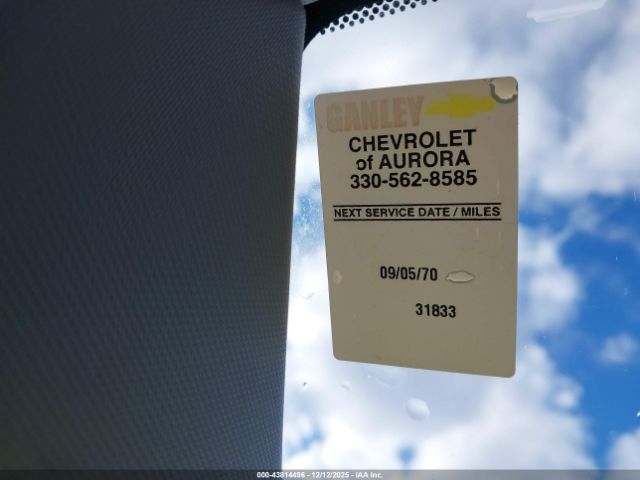 GANLEY
CHEVROLET
of AURORA
330-562-8585
NEXT SERVICE DATE / MILES
09/05/70
31833
000-43814496 - 12/12/2025 - IAA Inc.